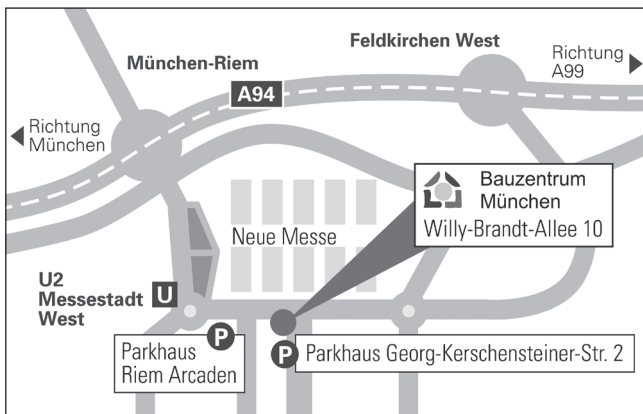 Feldkirchen West
München-Riem
Richtung
A99
A94
Richtung
München
Bauzentrum
München
Willy-Brandt-Allee 10
Neue Messe
U2
Messestadt
West
U
P
Parkhaus
Riem Arcaden
P
Parkhaus Georg-Kerschensteiner-Str. 2